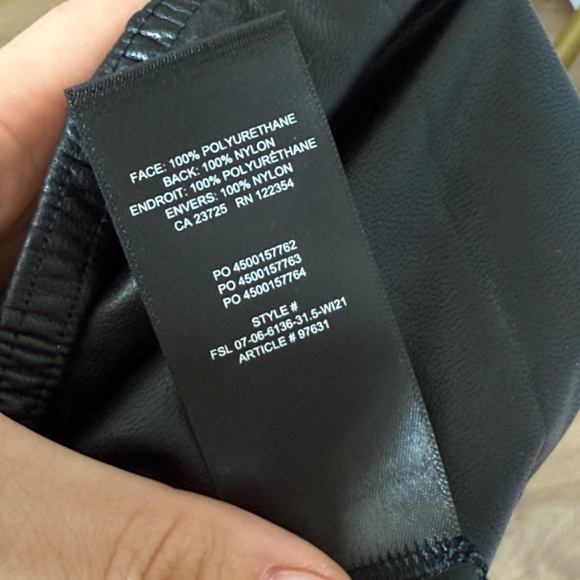 FACE: 100% POLYURETHANE
BACK: 100% NYLON
ENDROIT: 100% POLYURÉTHANE
ENVERS: 100% NYLON
CA 23725 RN 122354
PO 4500157762
PO 4500157763
PO 4500157764
STYLE #
FSL 07-06-6136-31.5-WI21
ARTICLE # 97631